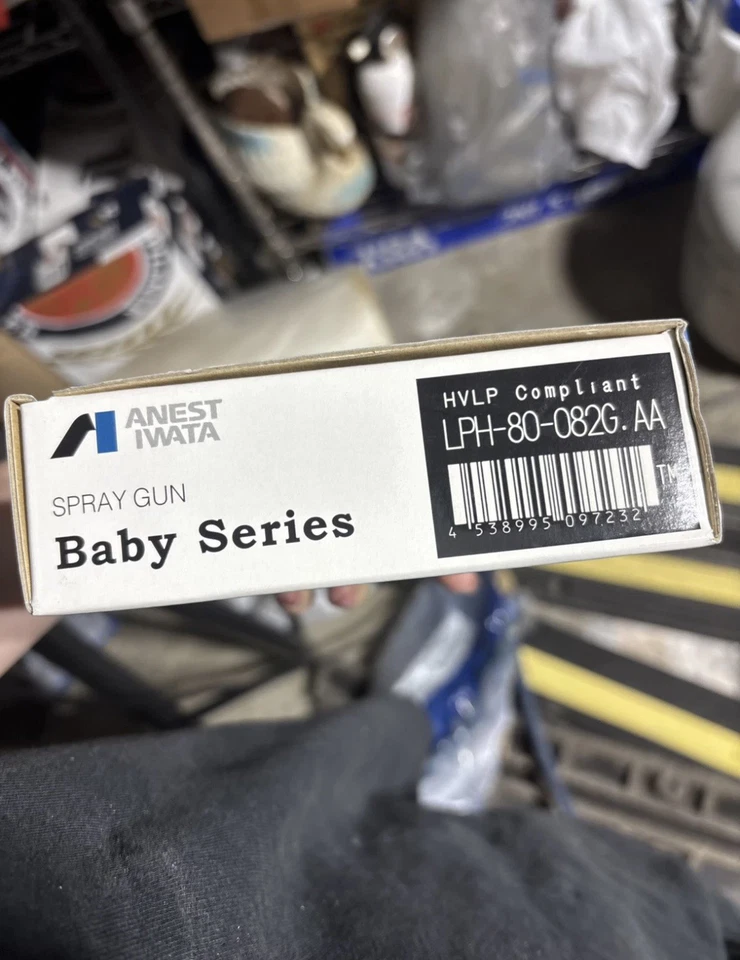 ANEST
IWATA
SPRAY GUN
Baby Series
HVLP Compliant
LPH-80-082G.AA
TM
4 538995 097232